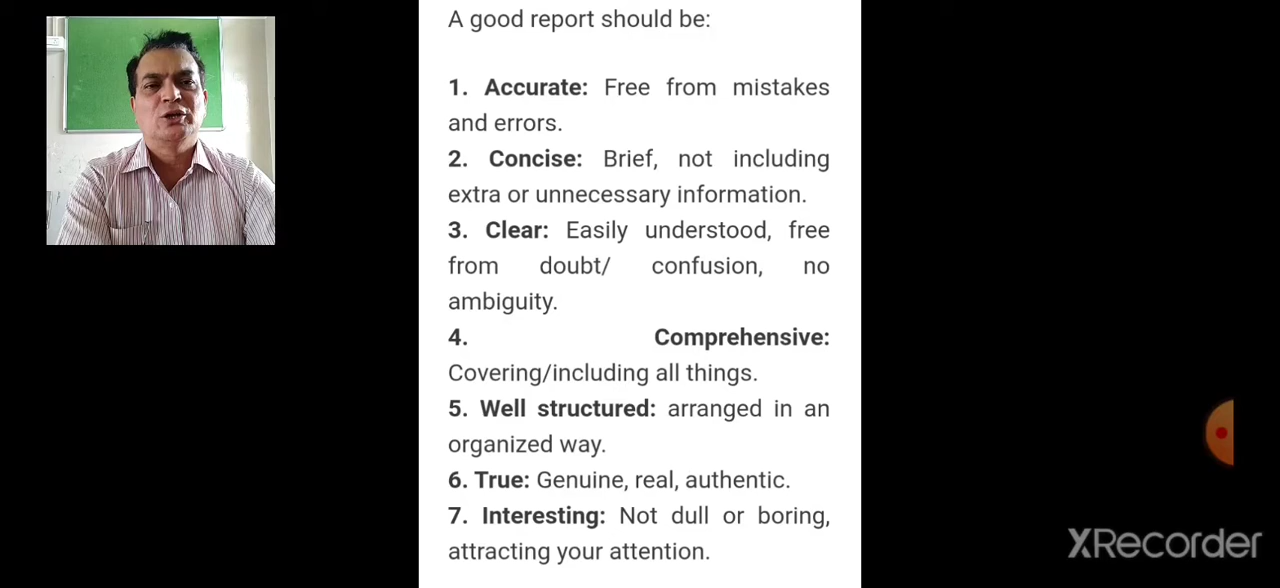 A good report should be:
1. Accurate: Free from mistakes
and errors.
2. Concise: Brief, not including
extra or unnecessary information.
3. Clear: Easily understood, free
from doubt/ confusion, no
ambiguity.
4. Comprehensive:
Covering/including all things.
5. Well structured: arranged in an
organized way.
6. True: Genuine, real, authentic.
7. Interesting: Not dull or boring,
attracting your attention.
XRecorder